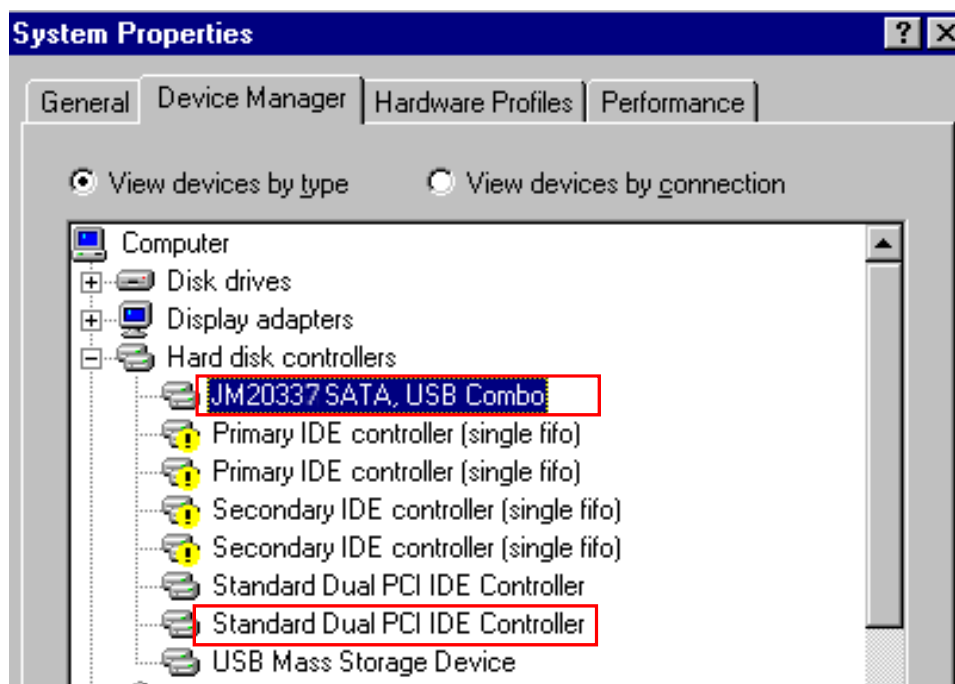 System Properties
General Device Manager Hardware Profiles Performance
View devices by type View devices by connection
Computer
Disk drives
Display adapters
Hard disk controllers
JM20337 SATA, USB Combo
Primary IDE controller (single fifo)
Primary IDE controller (single fifo)
Secondary IDE controller (single fifo)
Secondary IDE controller (single fifo)
Standard Dual PCI IDE Controller
Standard Dual PCI IDE Controller
USB Mass Storage Device